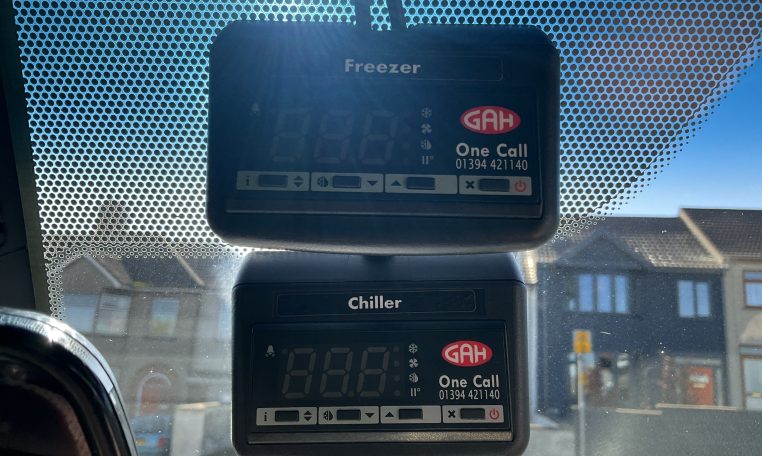 Freezer
GAH
One Call
01394 421140
i
Chiller
GAH
One Call
01394 421140
i